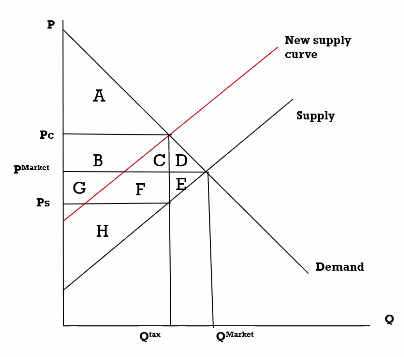 P
New supply
curve
A
Supply
Pc
B
C
D
PMarket
G
F
E
Ps
H
Demand
Q
Qtax
QMarket